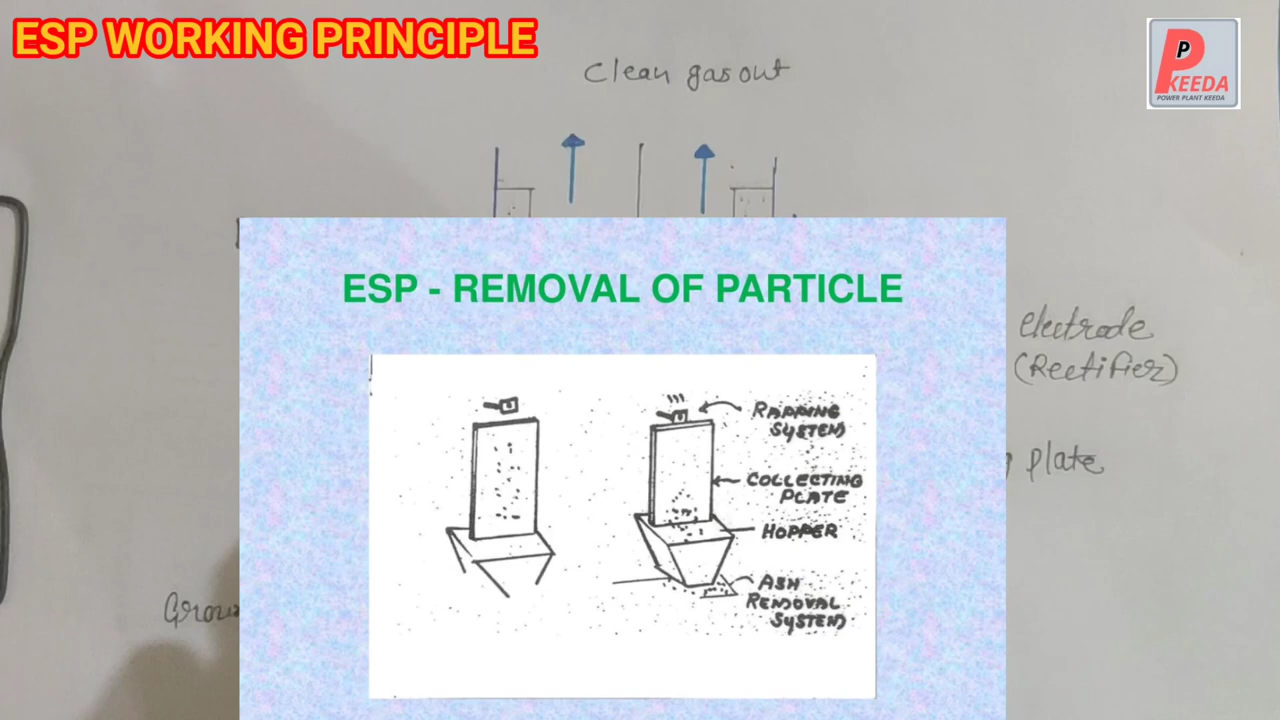 ESP WORKING PRINCIPLE
Clean gas out
P
P
KEEDA
POWER PLANT KEEDA
ESP - REMOVAL OF PARTICLE
RAPPING
SYSTEM
COLLECTING
PLATE
HOPPER
ASH
REMOVAL
SYSTEM
electrode
(Rectifier)
plate